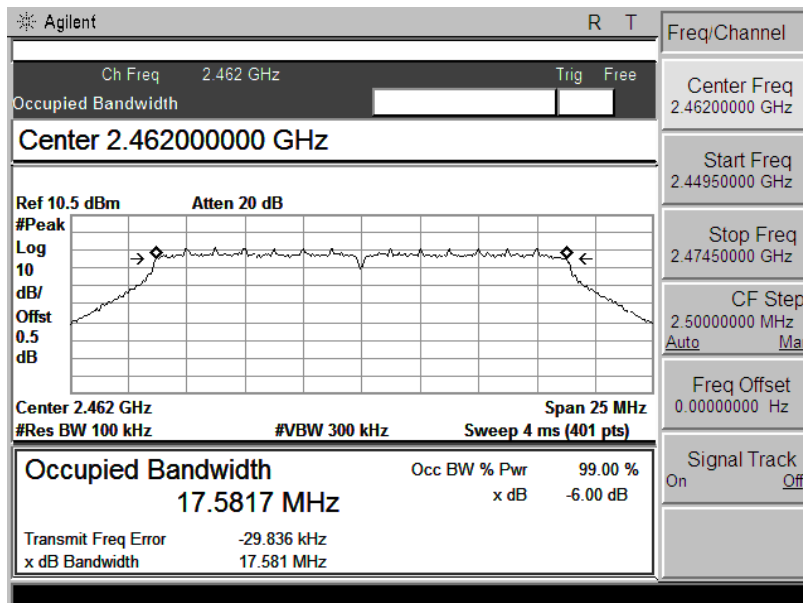 Agilent R T
Freq/Channel
Ch Freq 2.462 GHz Trig Free
Occupied Bandwidth
Center 2.462000000 GHz
Ref 10.5 dBm Atten 20 dB
#Peak
Log
10
dB/
Offst
0.5
dB
Center 2.462 GHz Span 25 MHz
#Res BW 100 kHz #VBW 300 kHz Sweep 4 ms (401 pts)
Occupied Bandwidth Occ BW % Pwr 99.00 %
17.5817 MHz x dB -6.00 dB
Transmit Freq Error -29.836 kHz
x dB Bandwidth 17.581 MHz
Center Freq
2.46200000 GHz
Start Freq
2.44950000 GHz
Stop Freq
2.47450000 GHz
CF Step
2.50000000 MHz
Auto Ma
Freq Offset
0.00000000 Hz
Signal Track
On Off